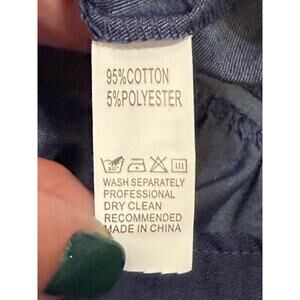 95%COTTON
5%POLYESTER
WASH SEPARATELY
PROFESSIONAL
DRY CLEAN
RECOMMENDED
MADE IN CHINA